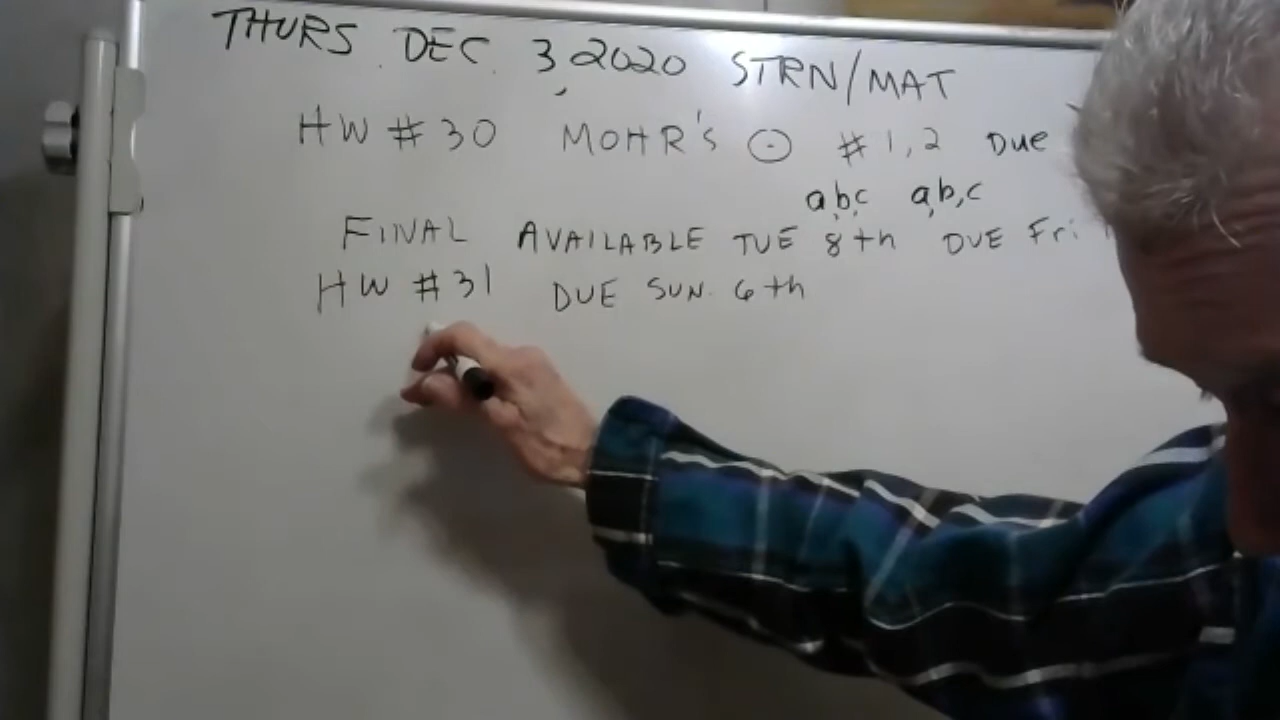 THURS DEC. 3, 2020 STRN/MAT
HW #30 MOHR'S ⊙ #1,2 Due
a,b,c a,b,c
FINAL AVAILABLE TUE 8th DUE Fri
HW #31 DUE SUN. 6th